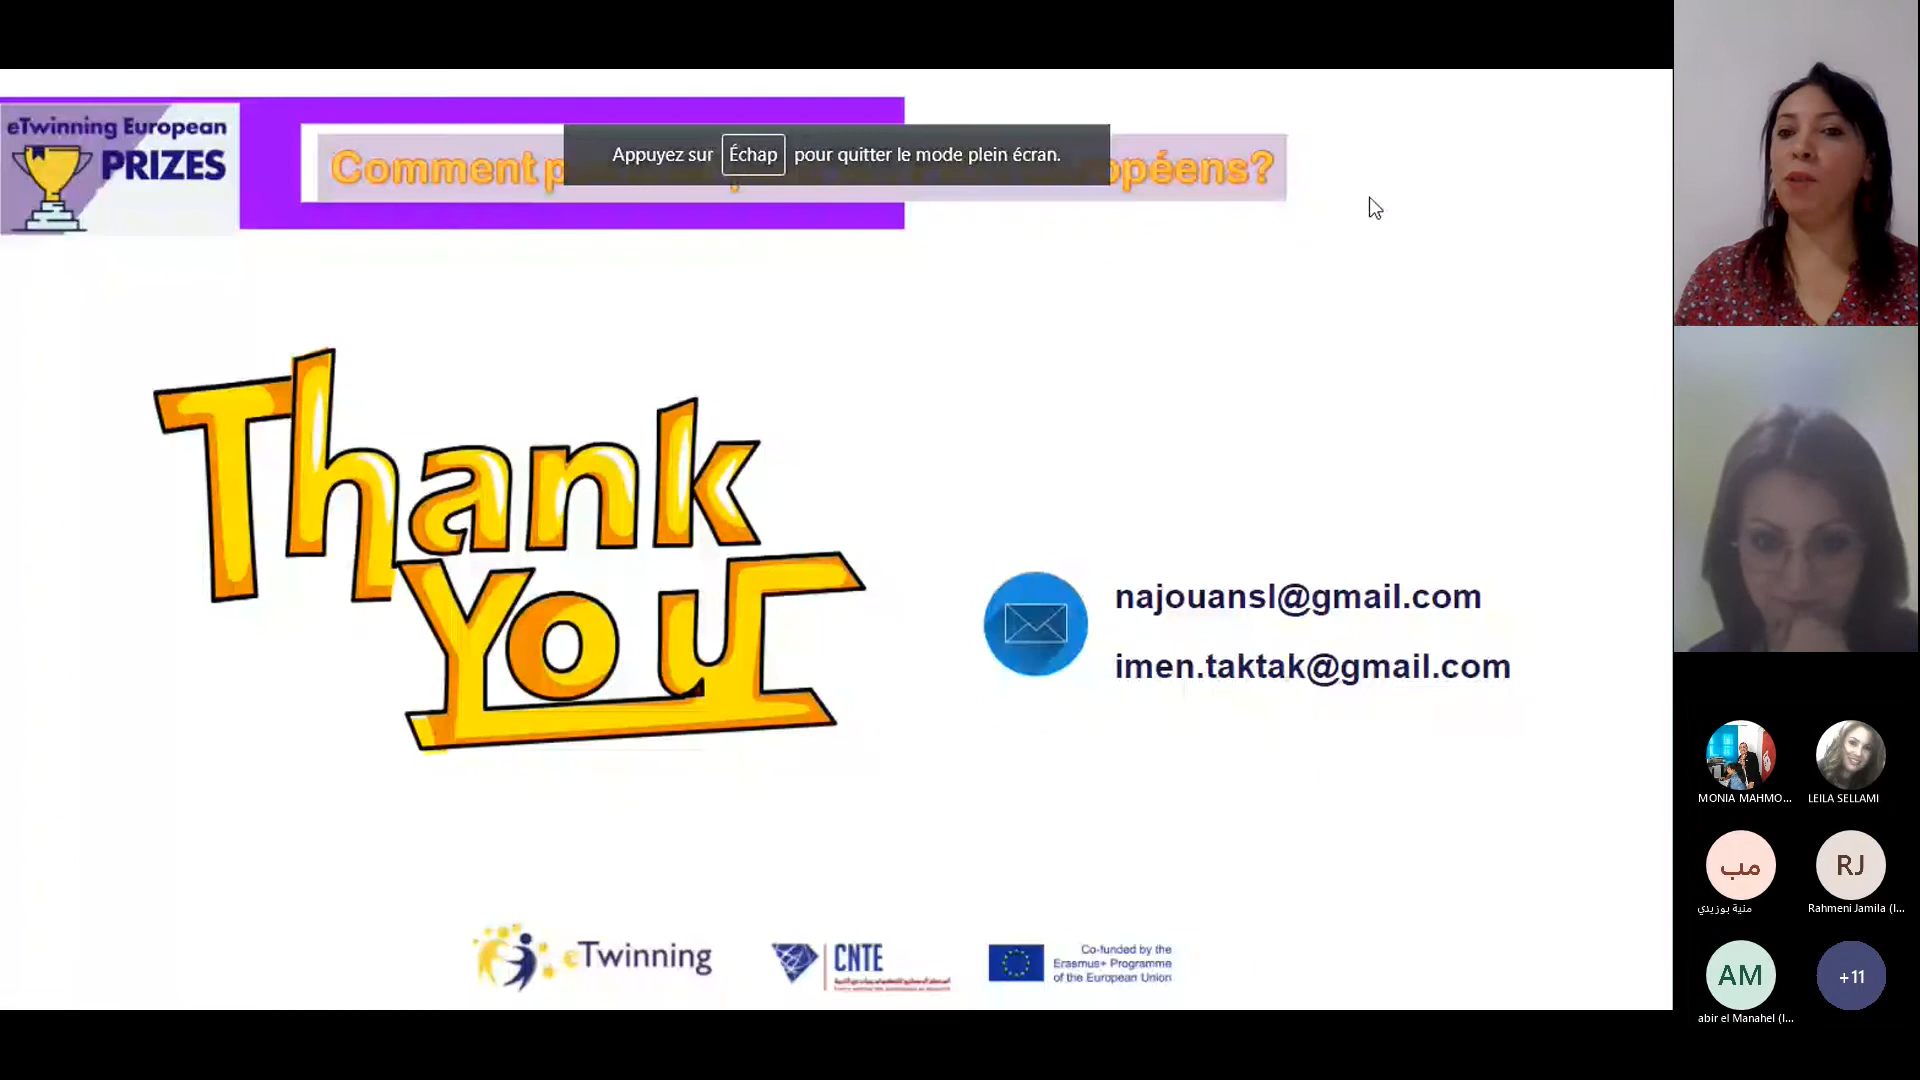 eTwinning European
PRIZES
Comment p
opéens?
Appuyez sur Échap pour quitter le mode plein écran.
Thank
You
najouansl@gmail.com
imen.taktak@gmail.com
eTwinning
CNTE
Co-funded by the
Erasmus+ Programme
of the European Union
MONIA MAHMO...
LEILA SELLAMI
مب
RJ
منية بوزيدي
Rahmeni Jamila (I...
AM
+11
abir el Manahel (I...